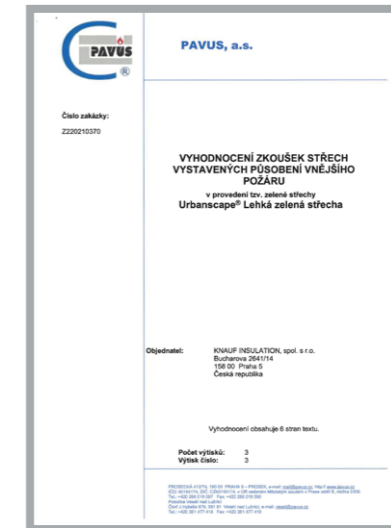 PAVUS
®
PAVUS, a.s.
Číslo zakázky:
Z220210370
VYHODNOCENÍ ZKOUŠEK STŘECH
VYSTAVENÝCH PŮSOBENÍ VNĚJŠÍHO
POŽÁRU
v provedení tzv. zelené střechy
Urbanscape® Lehká zelená střecha
Objednatel:
KNAUF INSULATION, spol. s r.o.
Bucharova 2641/14
158 00 Praha 5
Česká republika
Vyhodnocení obsahuje 6 stran textu.
Počet výtisků: 3
Výtisk číslo: 3